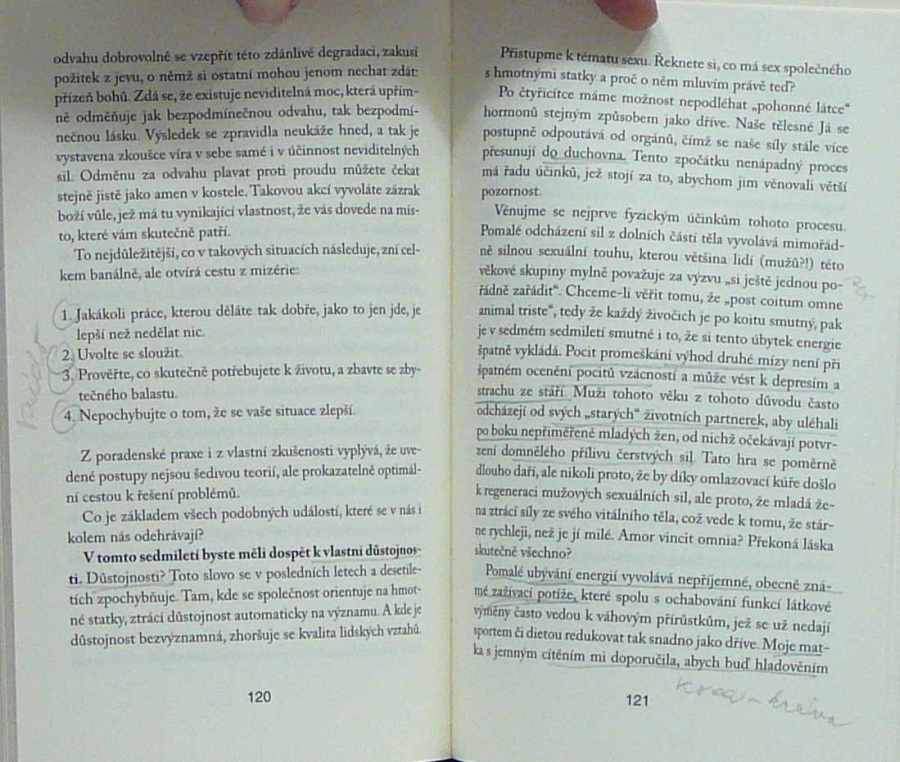 odvahu dobrovolně se vzepřít této zdánlivé degradaci, zakusí
požitek z jevu, o němž si ostatní mohou jenom nechat zdát:
přízeň bohů. Zdá se, že existuje neviditelná moc, která upřím-
ně odměňuje jak bezpodmínečnou odvahu, tak bezpodmí-
nečnou lásku. Výsledek se zpravidla neukáže hned, a tak je
vystavena zkoušce víra v sebe samé i v účinnost neviditelných
sil. Odměnu za odvahu plavat proti proudu můžete čekat
stejně jistě jako amen v kostele. Takovou akcí vyvoláte zázrak
boží vůle, jež má tu vynikající vlastnost, že vás dovede na mís-
to, které vám skutečně patří.
To nejdůležitější, co v takových situacích následuje, zní cel-
kem banálně, ale otvírá cestu z mizérie:
1. Jakákoli práce, kterou děláte tak dobře, jako to jen jde, je
lepší než nedělat nic.
2. Uvolte se sloužit.
3. Prověřte, co skutečně potřebujete k životu, a zbavte se zby-
tečného balastu.
4. Nepochybujte o tom, že se vaše situace zlepší.
Z poradenské praxe i z vlastní zkušenosti vyplývá, že uve-
dené postupy nejsou šedivou teorií, ale prokazatelně optimál-
ní cestou k řešení problémů.
Co je základem všech podobných událostí, které se v nás i
kolem nás odehrávají?
V tomto sedmiletí byste měli dospět k vlastní důstojnos-
ti. Důstojnosti? Toto slovo se v posledních letech a desetile-
tích zpochybňuje. Tam, kde se společnost orientuje na hmot-
né statky, ztrácí důstojnost automaticky na významu. A kde je
důstojnost bezvýznamná, zhoršuje se kvalita lidských vztahů.
120
Přistupme k tématu sexu. Řeknete si, co má sex společného
s hmotnými statky a proč o něm mluvím právě teď?
Po čtyřicítce máme možnost nepodléhat „pohonné látce“
hormonů stejným způsobem jako dříve. Naše tělesné Já se
postupně odpoutává od orgánů, čímž se naše síly stále více
přesunují do duchovna. Tento zpočátku nenápadný proces
má řadu účinků, jež stojí za to, abychom jim věnovali větší
pozornost.
Věnujme se nejprve fyzickým účinkům tohoto procesu.
Pomalé odcházení sil z dolních částí těla vyvolává mimořád-
ně silnou sexuální touhu, kterou většina lidí (mužů?!) této
věkové skupiny mylně považuje za výzvu „si ještě jednou po-
řádně zařádit“. Chceme-li věřit tomu, že „post coitum omne
animal triste“, tedy že každý živočich je po koitu smutný, pak
je v sedmém sedmiletí smutné i to, že si tento úbytek energie
špatně vykládá. Pocit promeškání výhod druhé mízy není při
špatném ocenění pocitů vzácností a může vést k depresím a
strachu ze stáří. Muži tohoto věku z tohoto důvodu často
odcházejí od svých „starých“ životních partnerek, aby uléhali
po boku nepřiměřeně mladých žen, od nichž očekávají potvr-
zení domnělého přílivu čerstvých sil. Tato hra se poměrně
dlouho daří, ale nikoli proto, že by díky omlazovací kúře došlo
k regeneraci mužových sexuálních sil, ale proto, že mladá že-
na ztrácí síly ze svého vitálního těla, což vede k tomu, že stár-
ne rychleji, než je jí milé. Amor vincit omnia? Překoná láska
skutečně všechno?
Pomalé ubývání energií vyvolává nepříjemné, obecně zná-
mé zažívací potíže, které spolu s ochabování funkcí látkové
výměny často vedou k váhovým přírůstkům, jež se už nedají
sportem či dietou redukovat tak snadno jako dříve. Moje mat-
ka s jemným cítěním mi doporučila, abych buď hladověním
121